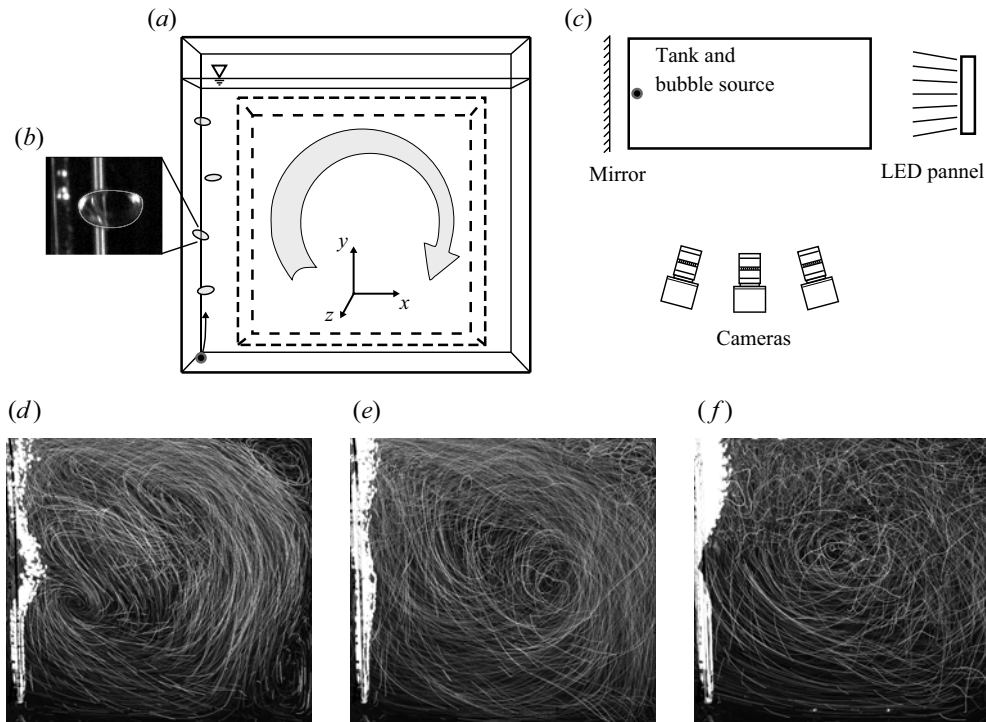 (a)
(c)
Tank and
bubble source
(b)
Mirror
LED pannel
y
x
z
Cameras
(d)
(e)
(f)